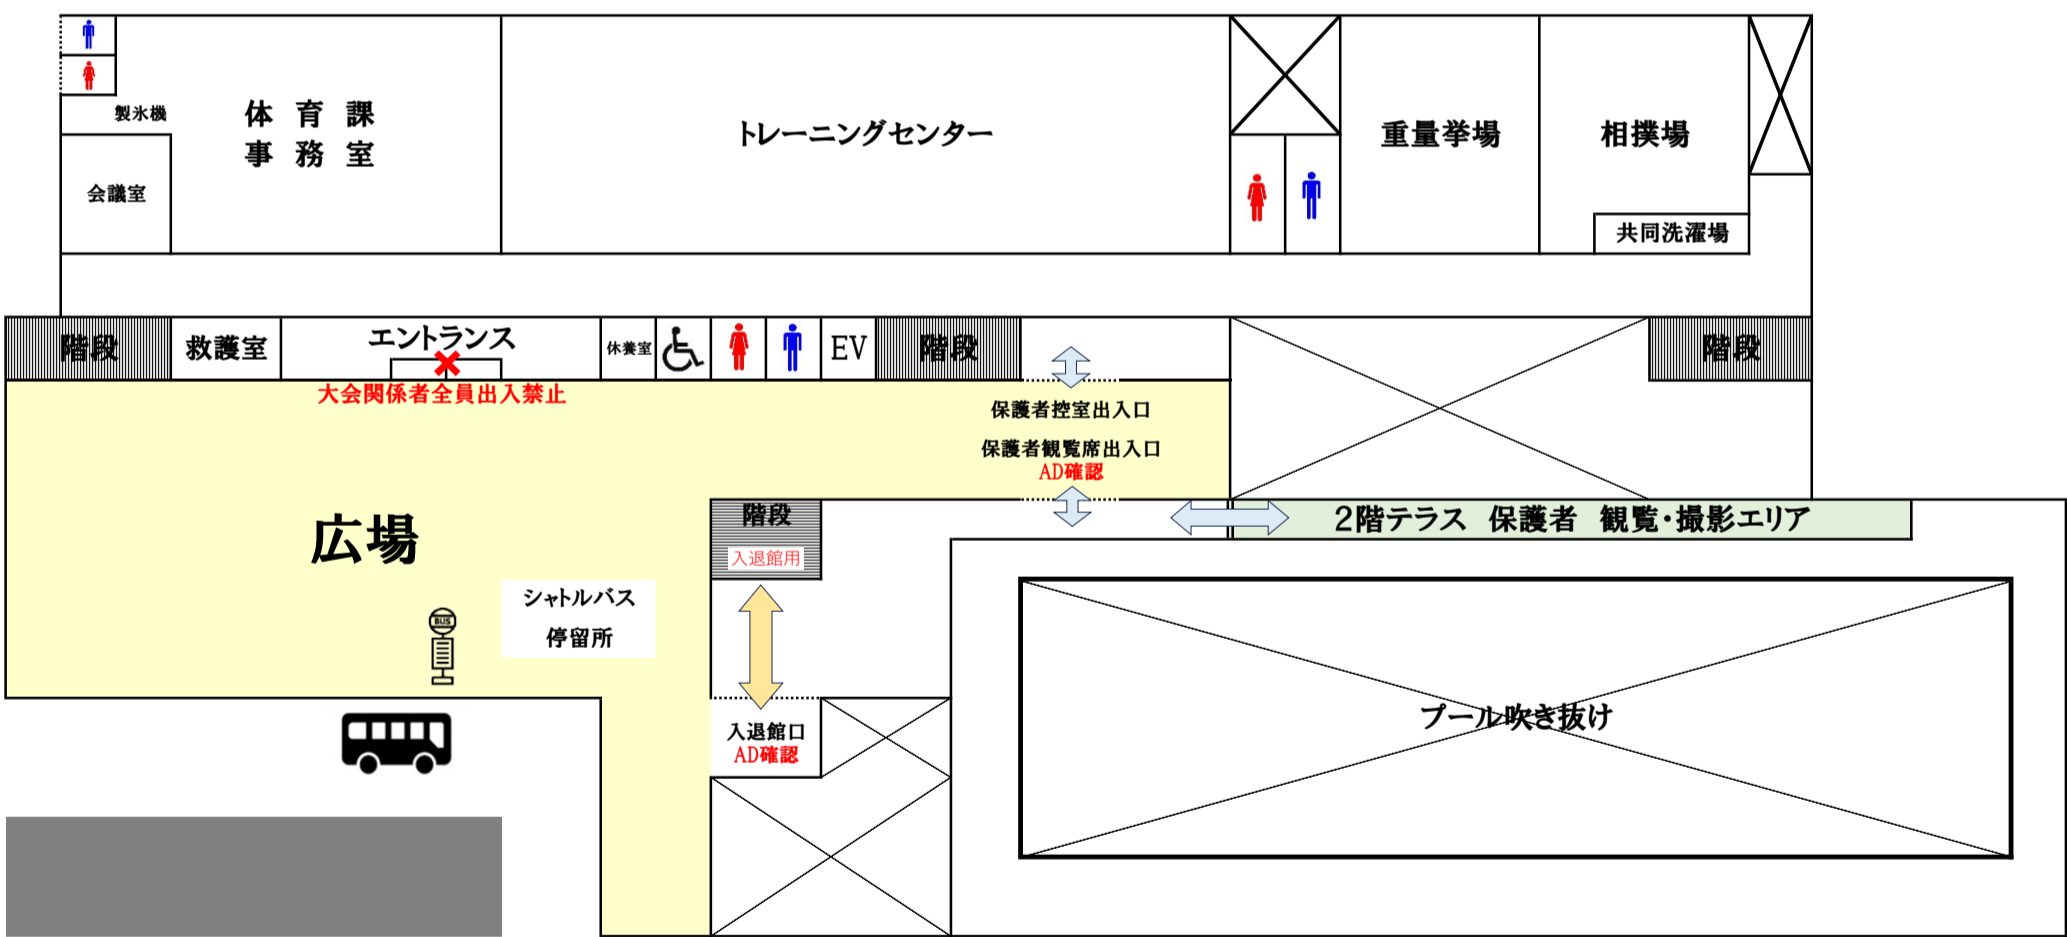 製氷機
体 育 課
事 務 室
会議室
トレーニングセンター
重量挙場
相撲場
共同洗濯場
階段
救護室
エントランス
休養室
EV
階段
階段
大会関係者全員出入禁止
保護者控室出入口
保護者観覧席出入口
AD確認
広場
階段
入退館用
2階テラス 保護者 観覧・撮影エリア
シャトルバス
停留所
BUS
入退館口
AD確認
プール吹き抜け